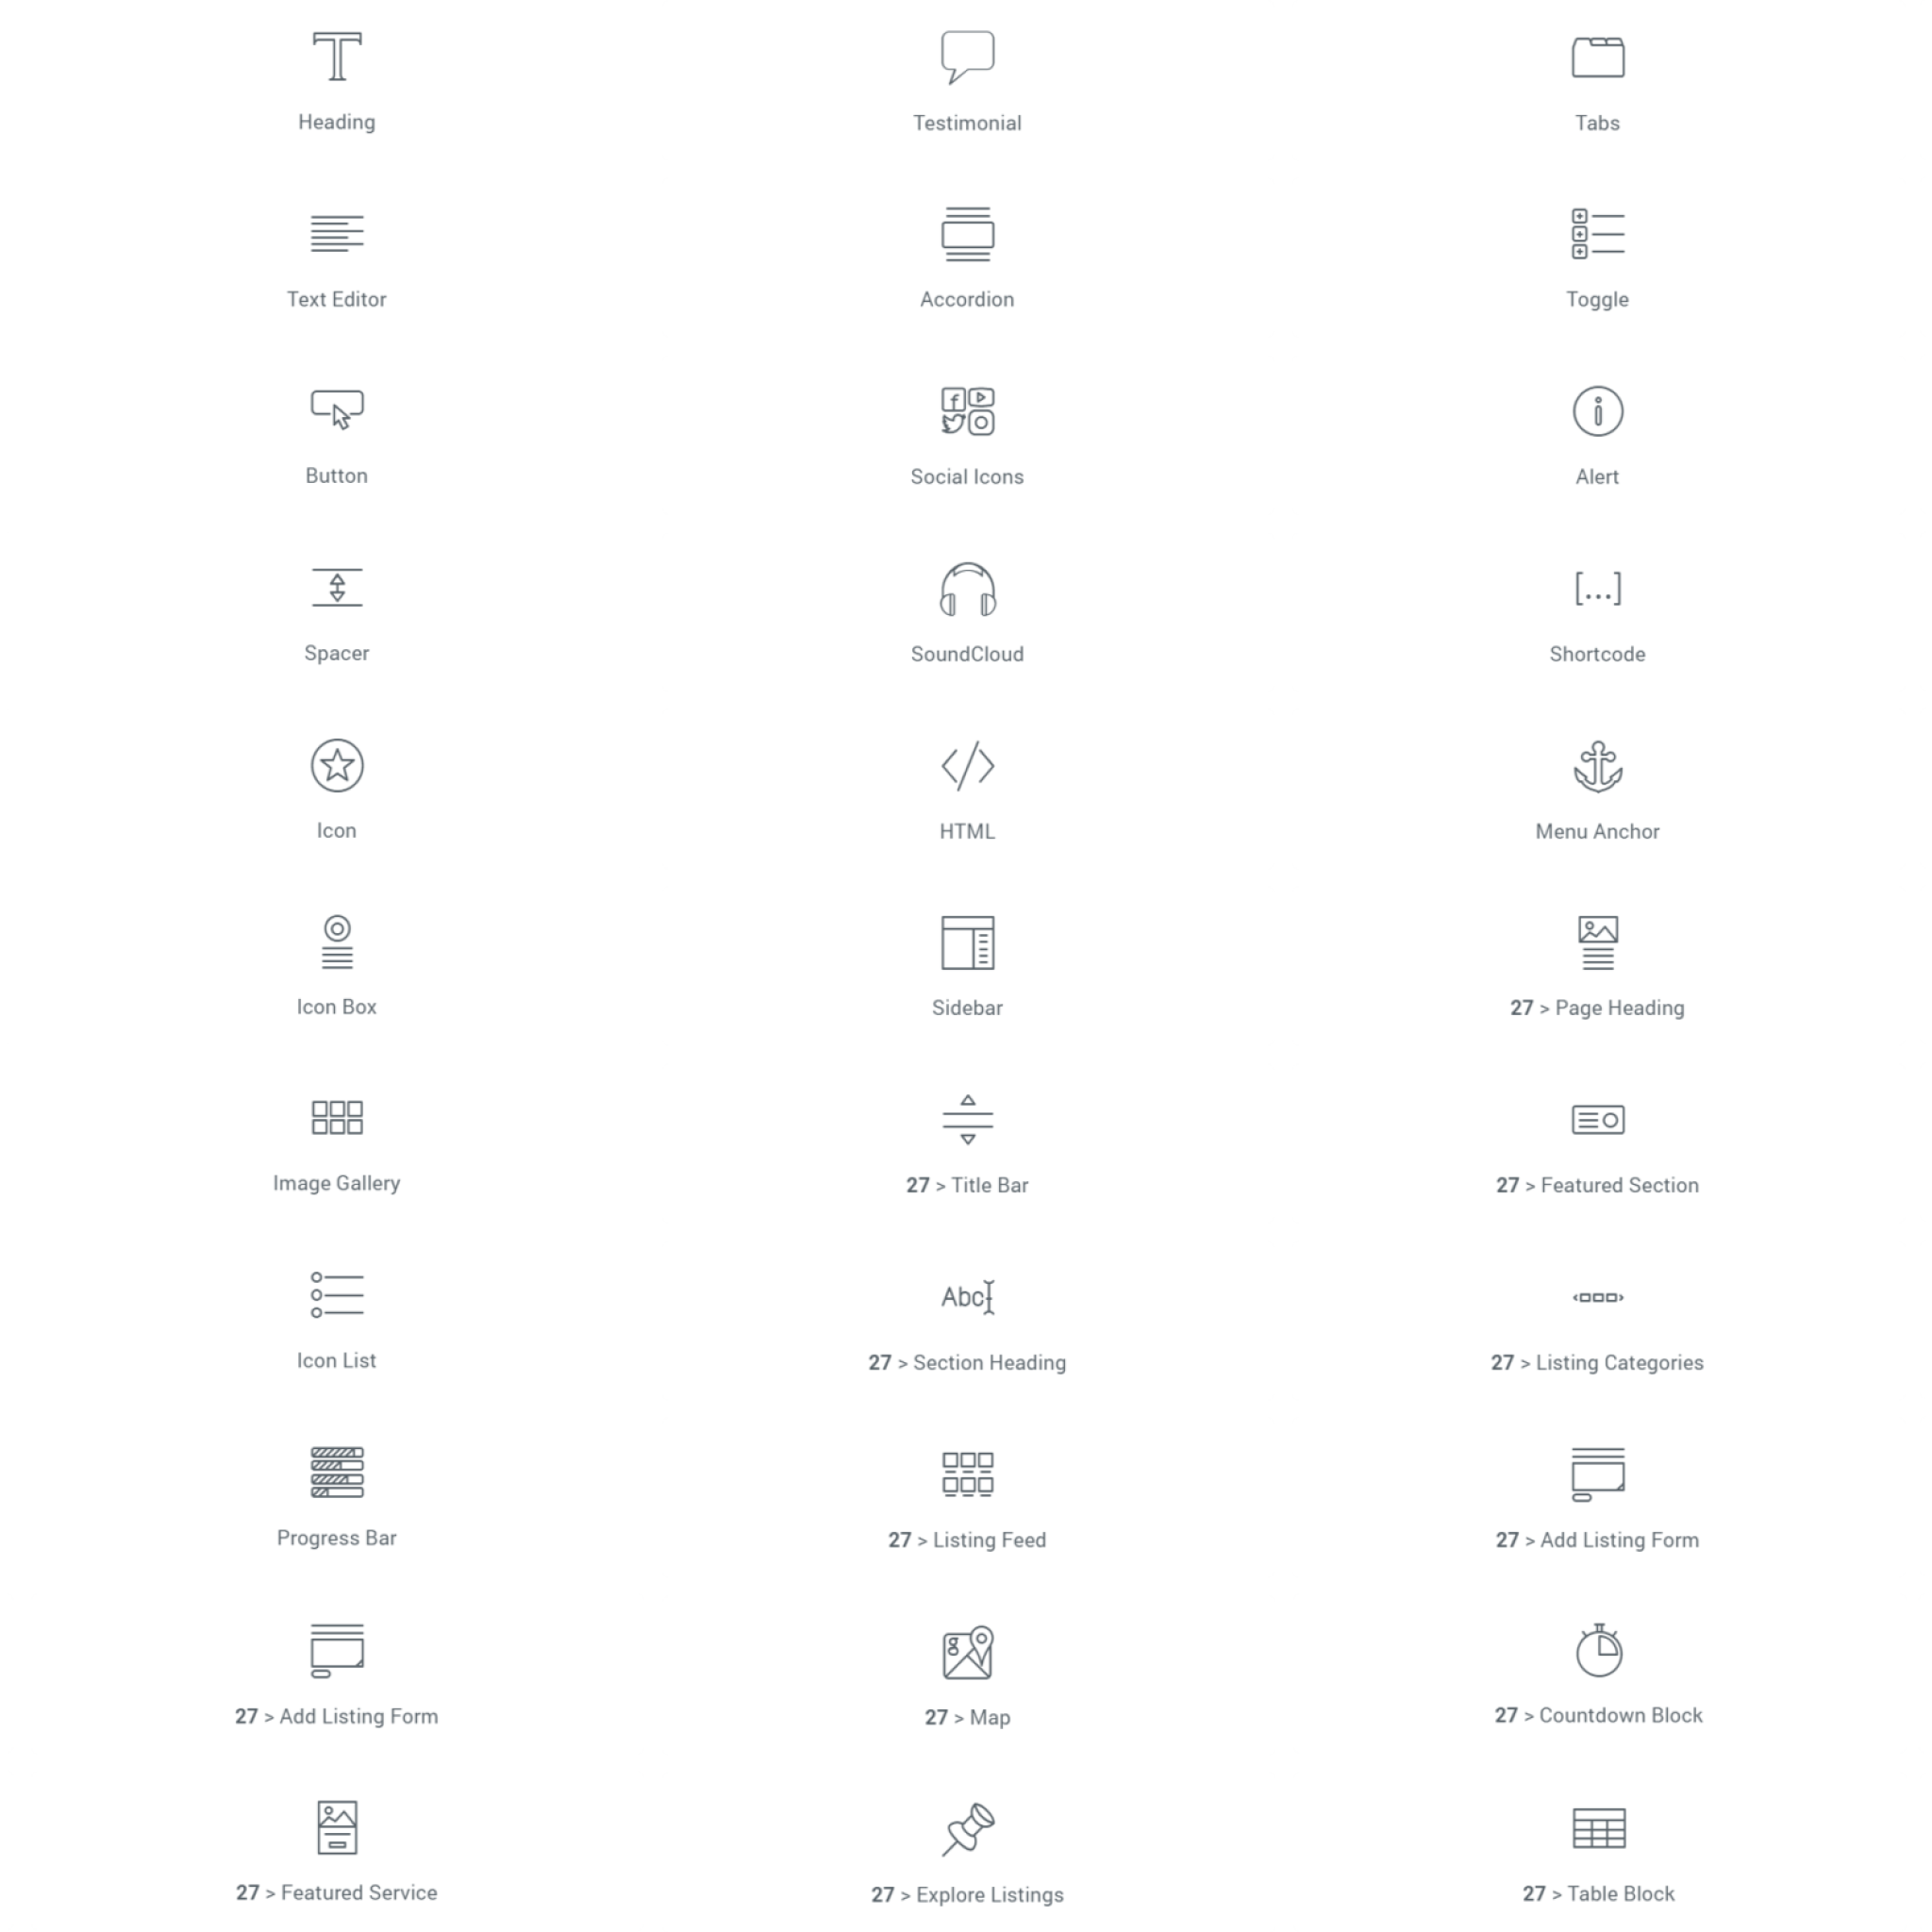 Heading
Testimonial
Tabs
Text Editor
Accordion
Toggle
Button
Social Icons
Alert
Spacer
SoundCloud
[...]
Shortcode
Icon
HTML
Menu Anchor
Icon Box
Sidebar
27 > Page Heading
Image Gallery
27 > Title Bar
27 > Featured Section
Icon List
Abc
27 > Section Heading
27 > Listing Categories
Progress Bar
27 > Listing Feed
27 > Add Listing Form
27 > Add Listing Form
27 > Map
27 > Countdown Block
27 > Featured Service
27 > Explore Listings
27 > Table Block